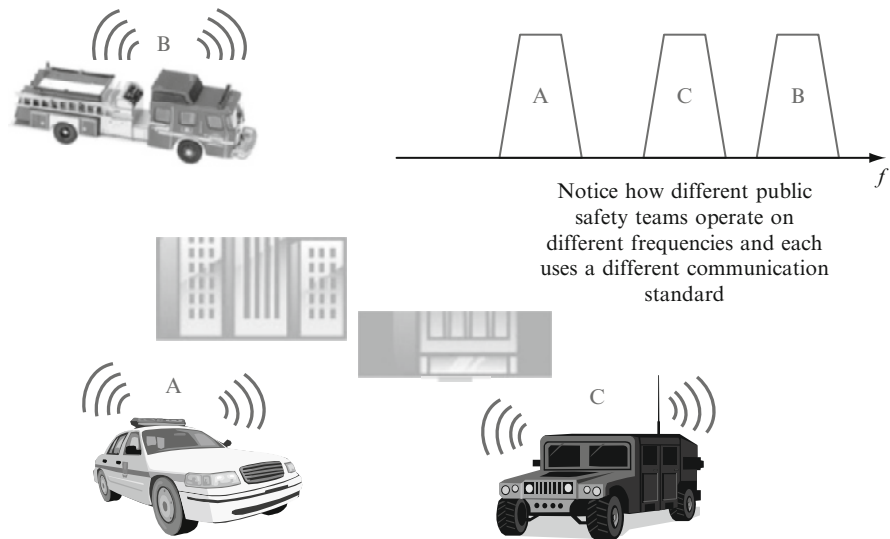 B
A
C
B
f
Notice how different public
safety teams operate on
different frequencies and each
uses a different communication
standard
A
C